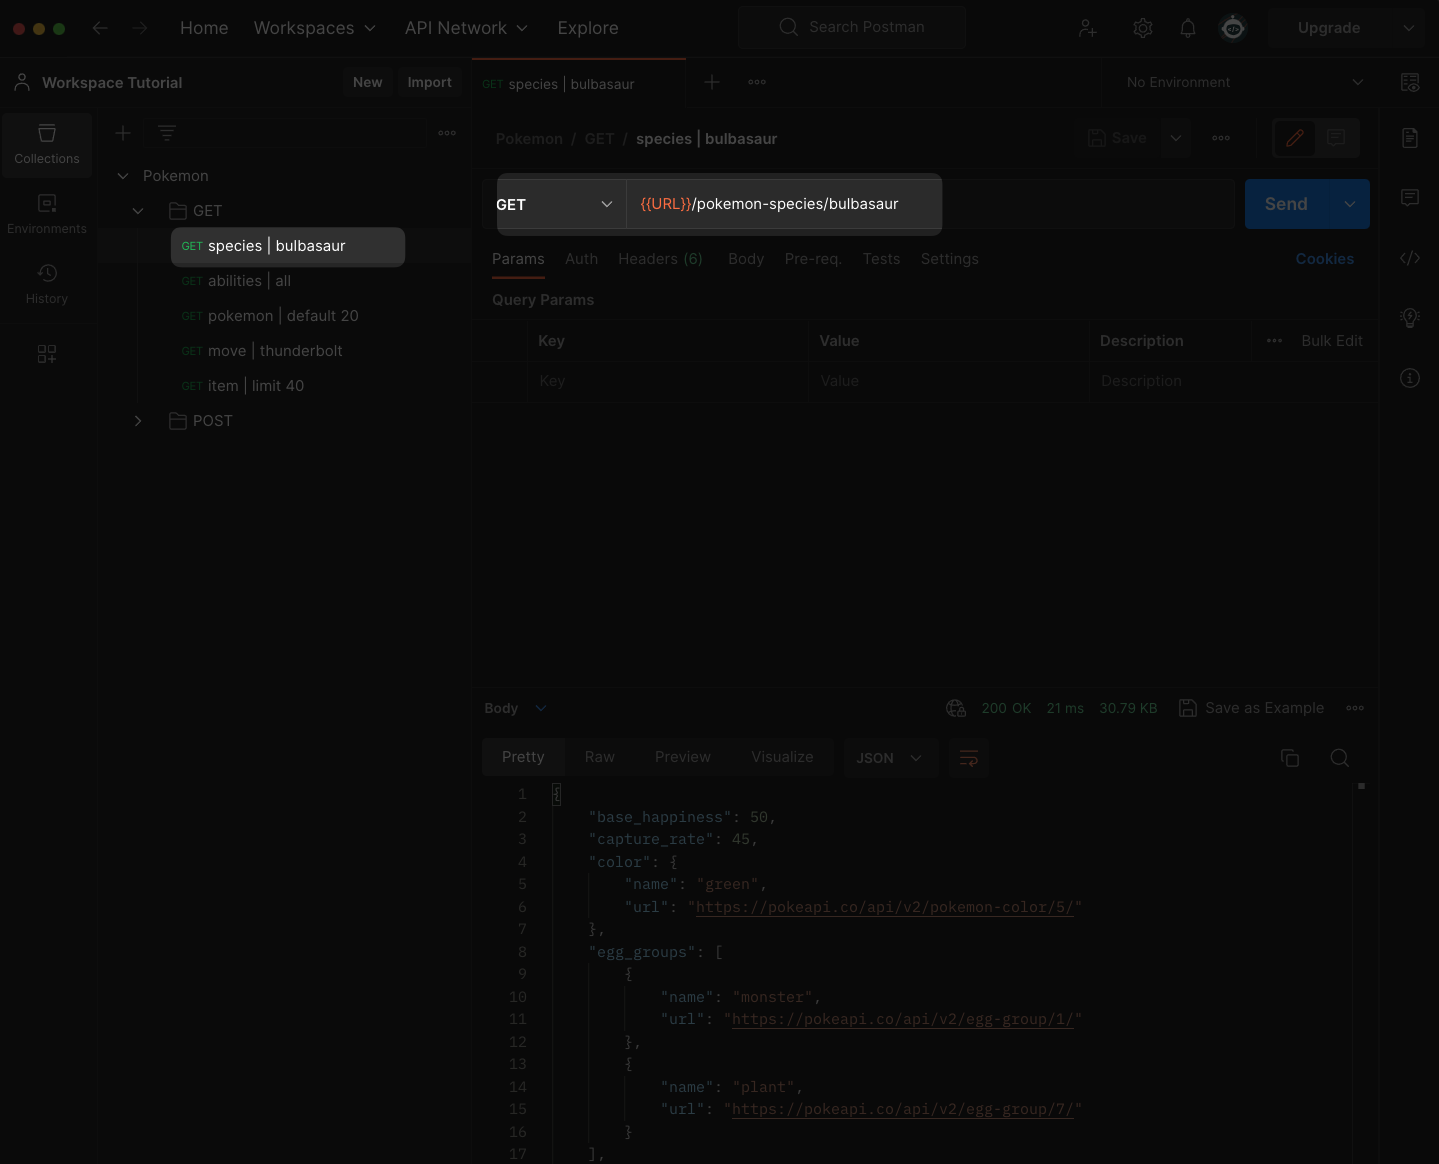 Home Workspaces API Network Explore Search Postman Upgrade
Workspace Tutorial New Import GET species | bulbasaur No Environment
Collections
Environments
History
Pokemon
GET
GET species | bulbasaur
GET abilities | all
GET pokemon | default 20
GET move | thunderbolt
GET item | limit 40
POST
Pokemon / GET / species | bulbasaur Save
GET {{URL}}/pokemon-species/bulbasaur Send
Params Auth Headers (6) Body Pre-req. Tests Settings Cookies
Query Params
Key Value Description Bulk Edit
Key Value Description
Body 200 OK 21 ms 30.79 KB Save as Example
Pretty Raw Preview Visualize JSON
1 {
2 "base_happiness": 50,
3 "capture_rate": 45,
4 "color": {
5 "name": "green",
6 "url": "https://pokeapi.co/api/v2/pokemon-color/5/"
7 },
8 "egg_groups": [
9 {
10 "name": "monster",
11 "url": "https://pokeapi.co/api/v2/egg-group/1/"
12 },
13 {
14 "name": "plant",
15 "url": "https://pokeapi.co/api/v2/egg-group/7/"
16 }
17 ],